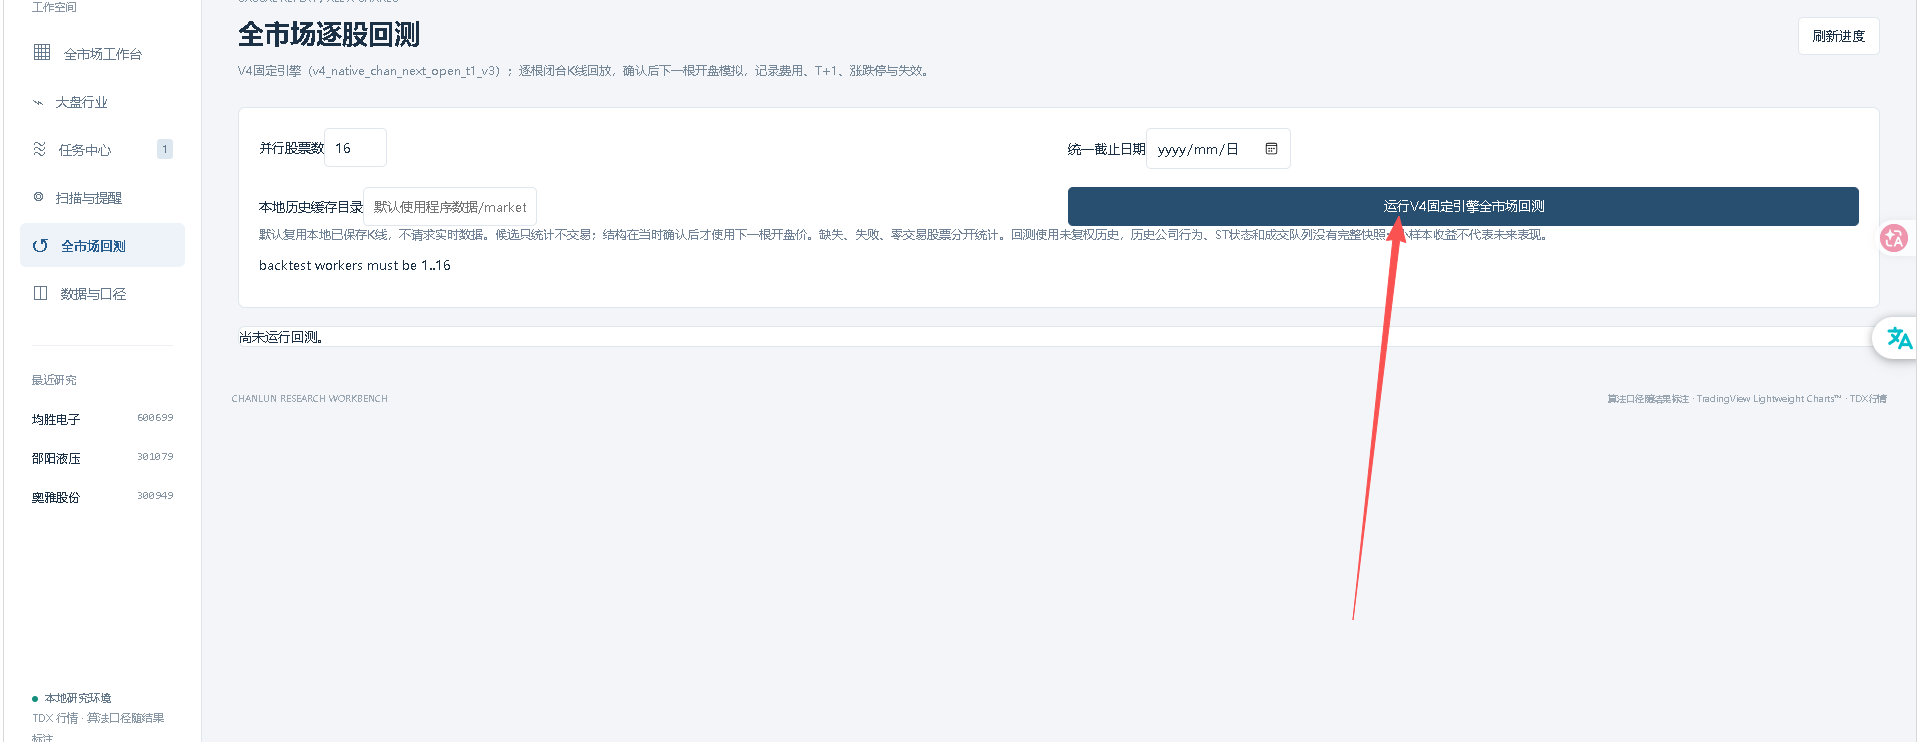 工作空间
全市场工作台
大盘行业
任务中心 1
扫描与提醒
全市场回测
数据与口径
最近研究
均胜电子 600699
邵阳液压 301079
奥雅股份 300949
本地研究环境
TDX 行情 · 算法口径随结果
标注
全市场逐股回测
刷新进度
V4固定引擎（v4_native_chan_next_open_t1_v3）；逐根闭合K线回放，确认后下一根开盘模拟，记录费用、T+1、涨跌停与失效。
并行股票数 16
统一截止日期 yyyy/mm/日
本地历史缓存目录 默认使用程序数据/market
运行V4固定引擎全市场回测
默认复用本地已保存K线，不请求实时数据。候选只统计不交易；结构在当时确认后才使用下一根开盘价。缺失、失败、零交易股票分开统计。回测使用未复权历史，历史公司行为、ST状态和成交队列没有完整快照，小样本收益不代表未来表现。
backtest workers must be 1..16
尚未运行回测。
CHANLUN RESEARCH WORKBENCH
算法口径随结果标注 · TradingView Lightweight Charts™ · TDX行情